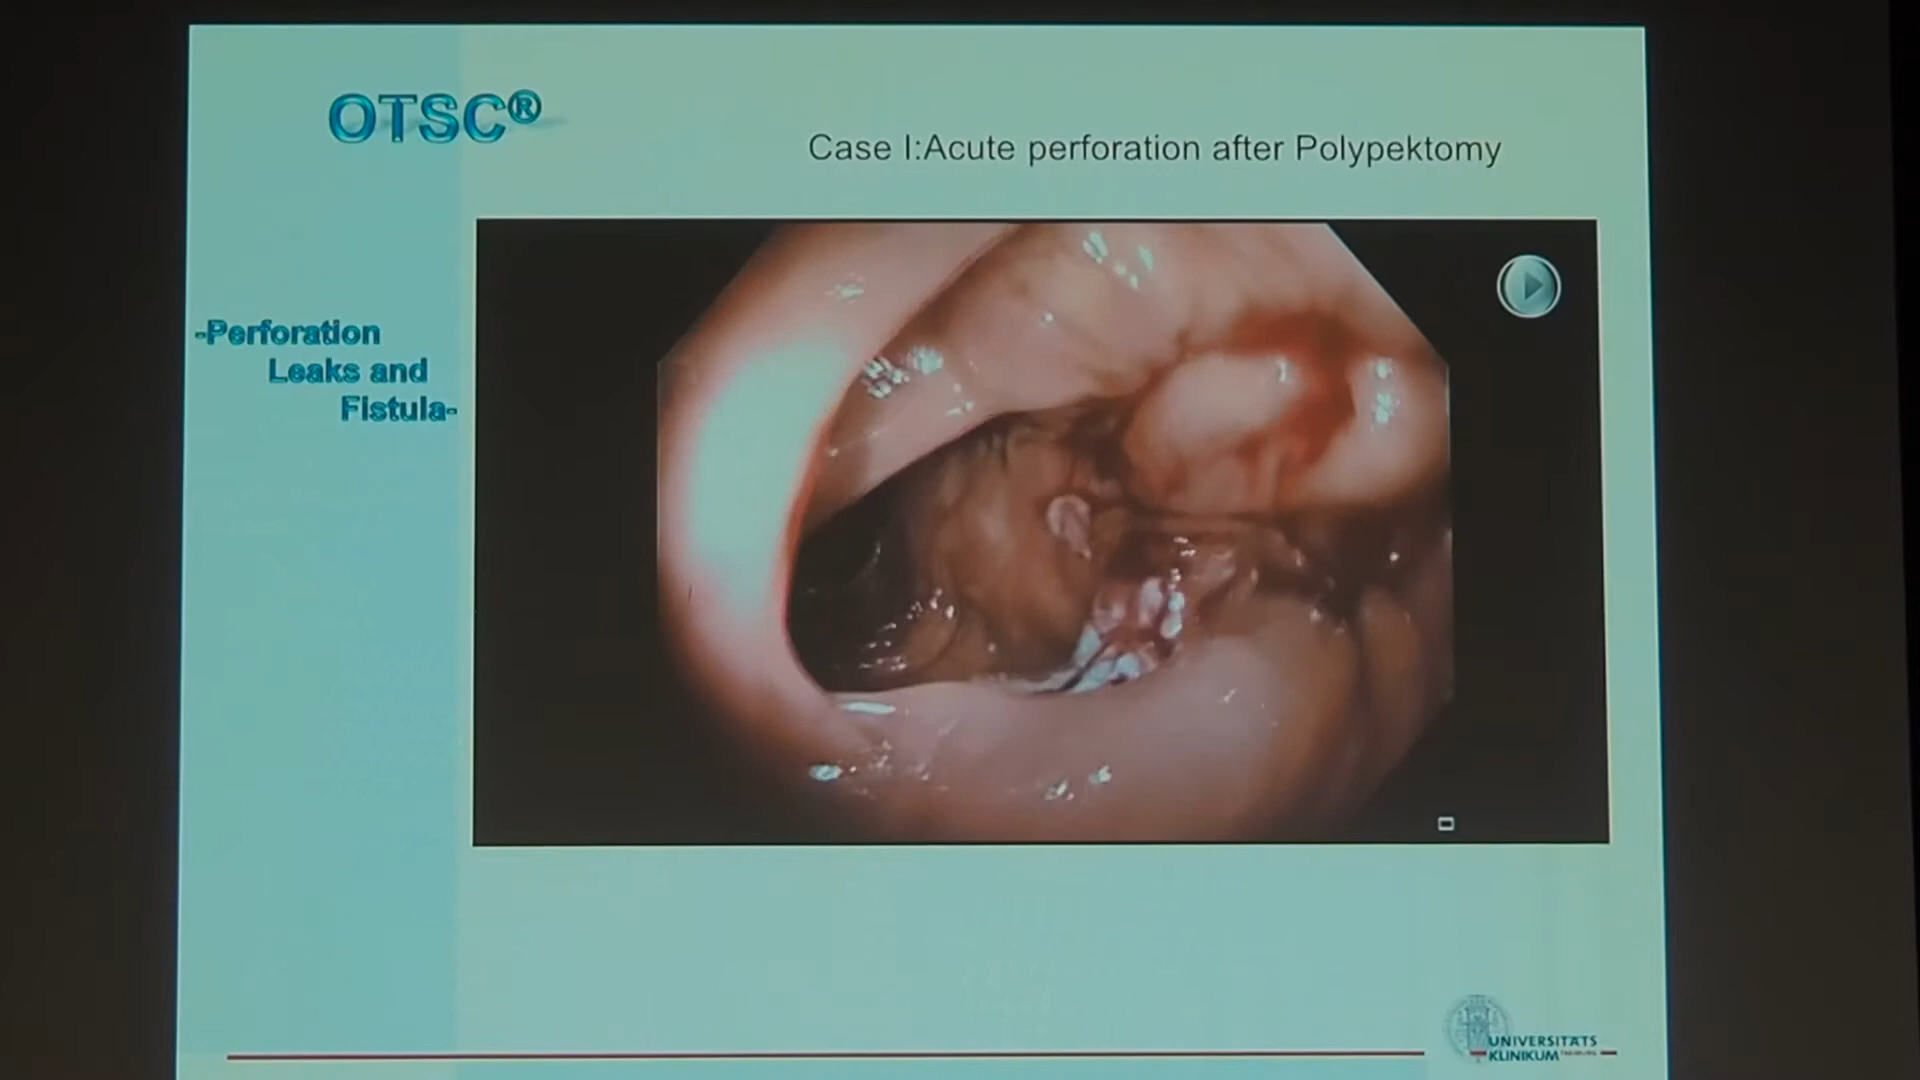 OTSC®
Case I:Acute perforation after Polypektomy
-Perforation
Leaks and
Fistula-
UNIVERSITÄTS
KLINIKUM